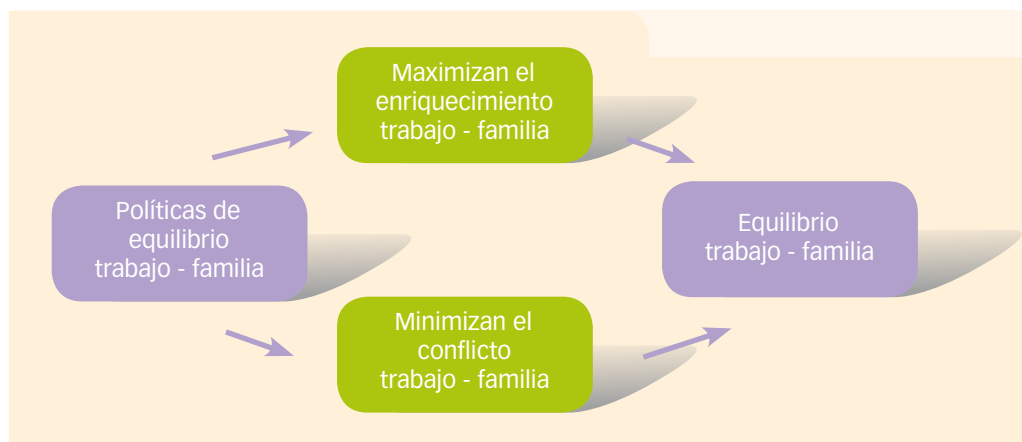 Maximizan el
enriquecimiento
trabajo - familia
Políticas de
equilibrio
trabajo - familia
Equilibrio
trabajo - familia
Minimizan el
conflicto
trabajo - familia